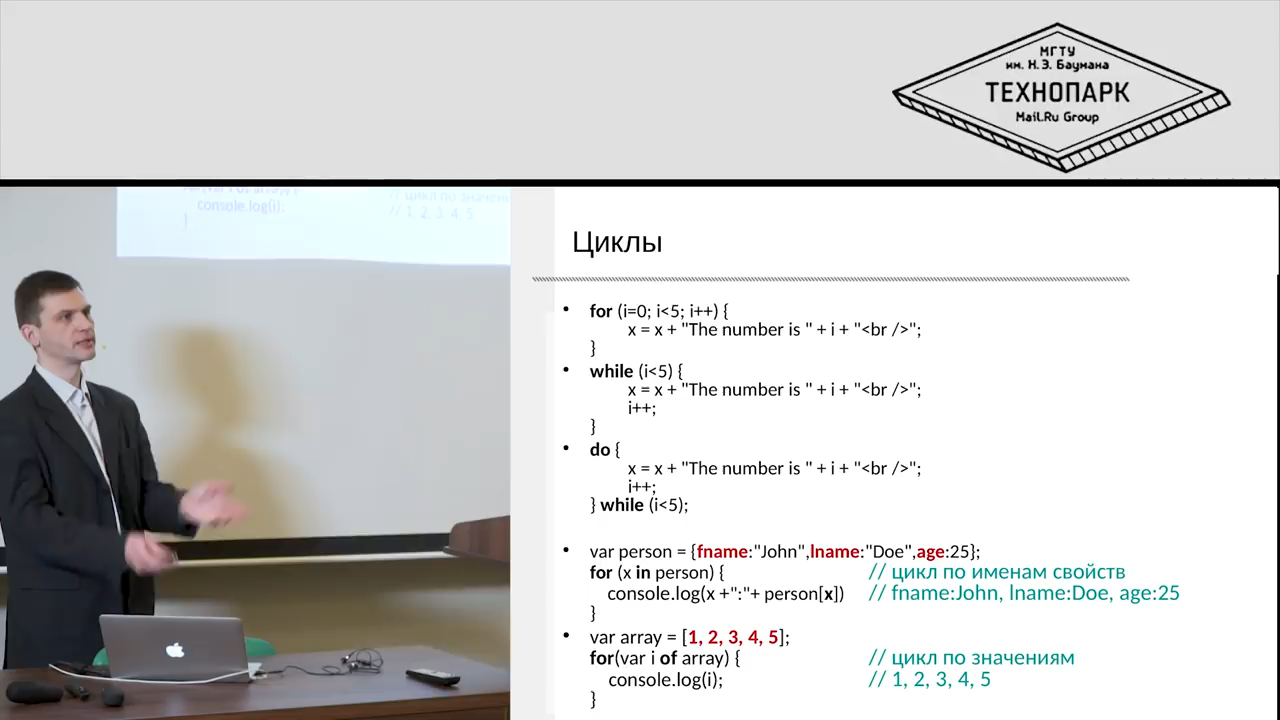 МГТУ
им. Н.Э. Баумана
ТЕХНОПАРК
Mail.Ru Group
console.log(i);
}
// цикл по значени
// 1, 2, 3, 4, 5
Циклы
• for (i=0; i<5; i++) {
x = x + "The number is " + i + "<br />";
}
• while (i<5) {
x = x + "The number is " + i + "<br />";
i++;
}
• do {
x = x + "The number is " + i + "<br />";
i++;
} while (i<5);
• var person = {fname:"John",lname:"Doe",age:25};
for (x in person) { // цикл по именам свойств
console.log(x +":"+ person[x]) // fname:John, lname:Doe, age:25
}
• var array = [1, 2, 3, 4, 5];
for(var i of array) { // цикл по значениям
console.log(i); // 1, 2, 3, 4, 5
}